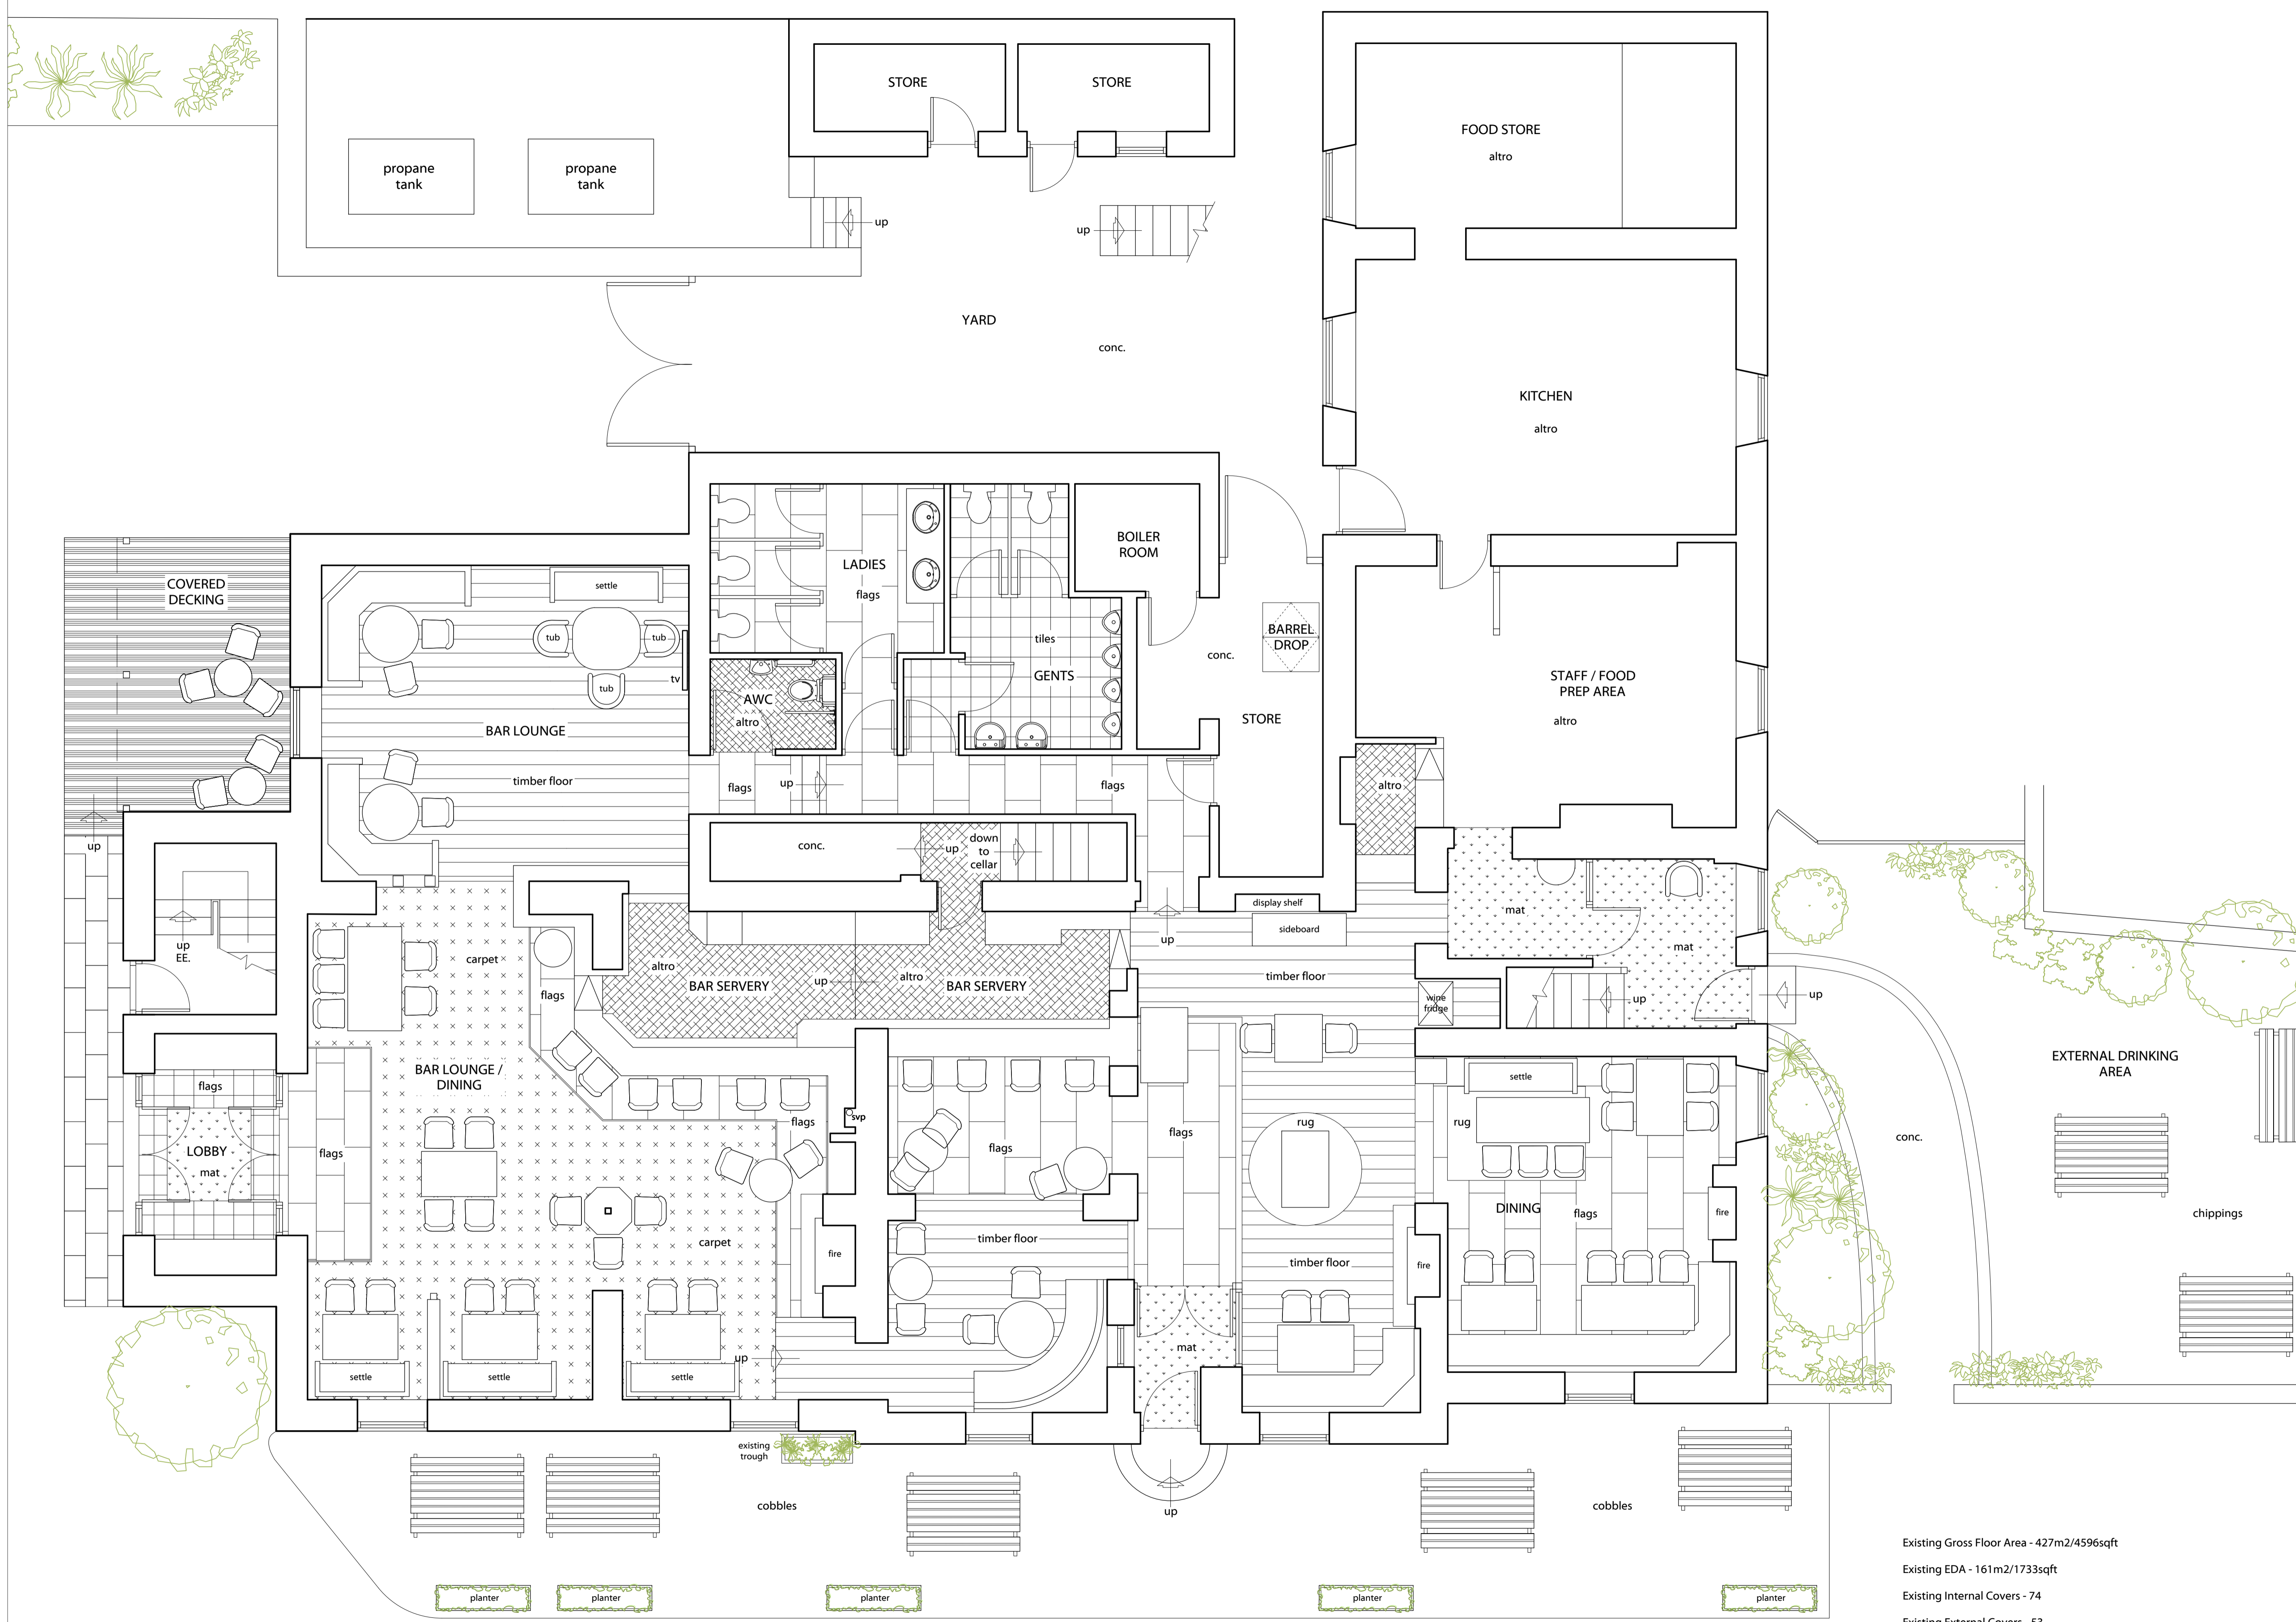 STORE
STORE
FOOD STORE
altro
propane
tank
propane
tank
up
up
YARD
conc.
KITCHEN
altro
BOILER
ROOM
LADIES
flags
COVERED
DECKING
settle
tub
tub
tub
tv
tiles
GENTS
BARREL
DROP
conc.
STORE
AWC
altro
STAFF / FOOD
PREP AREA
altro
BAR LOUNGE
timber floor
flags
up
flags
altro
up
conc.
up
down
to
cellar
display shelf
sideboard
up
mat
mat
up
EE.
carpet
flags
altro
BAR SERVERY
up
altro
BAR SERVERY
timber floor
wine
fridge
up
up
EXTERNAL DRINKING
AREA
flags
BAR LOUNGE /
DINING
settle
svp
flags
flags
flags
rug
rug
conc.
LOBBY
mat
flags
DINING
flags
fire
chippings
carpet
fire
timber floor
timber floor
fire
up
mat
settle
settle
settle
existing
trough
cobbles
up
cobbles
planter
planter
planter
planter
planter
Existing Gross Floor Area - 427m2/4596sqft
Existing EDA - 161m2/1733sqft
Existing Internal Covers - 74
Existing External Covers - 53